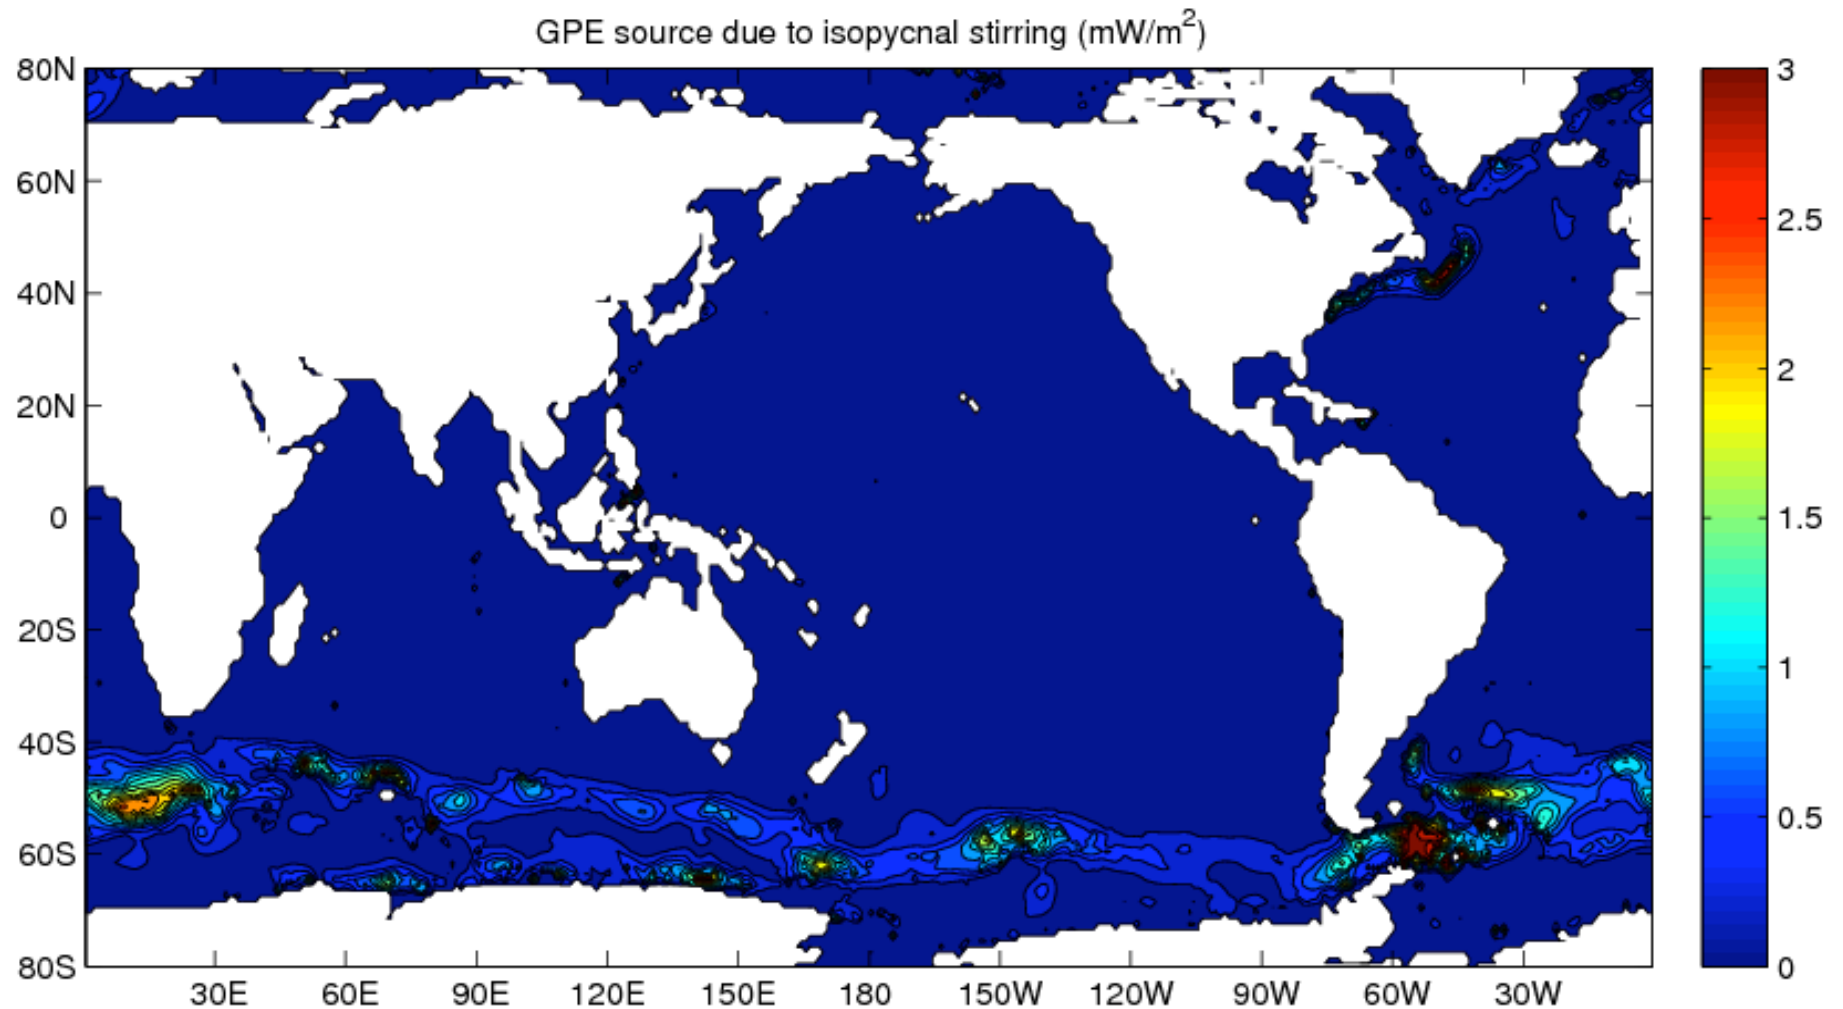 GPE source due to isopycnal stirring (mW/m²)
80N
60N
40N
20N
0
20S
40S
60S
80S
30E 60E 90E 120E 150E 180 150W 120W 90W 60W 30W
3
2.5
2
1.5
1
0.5
0